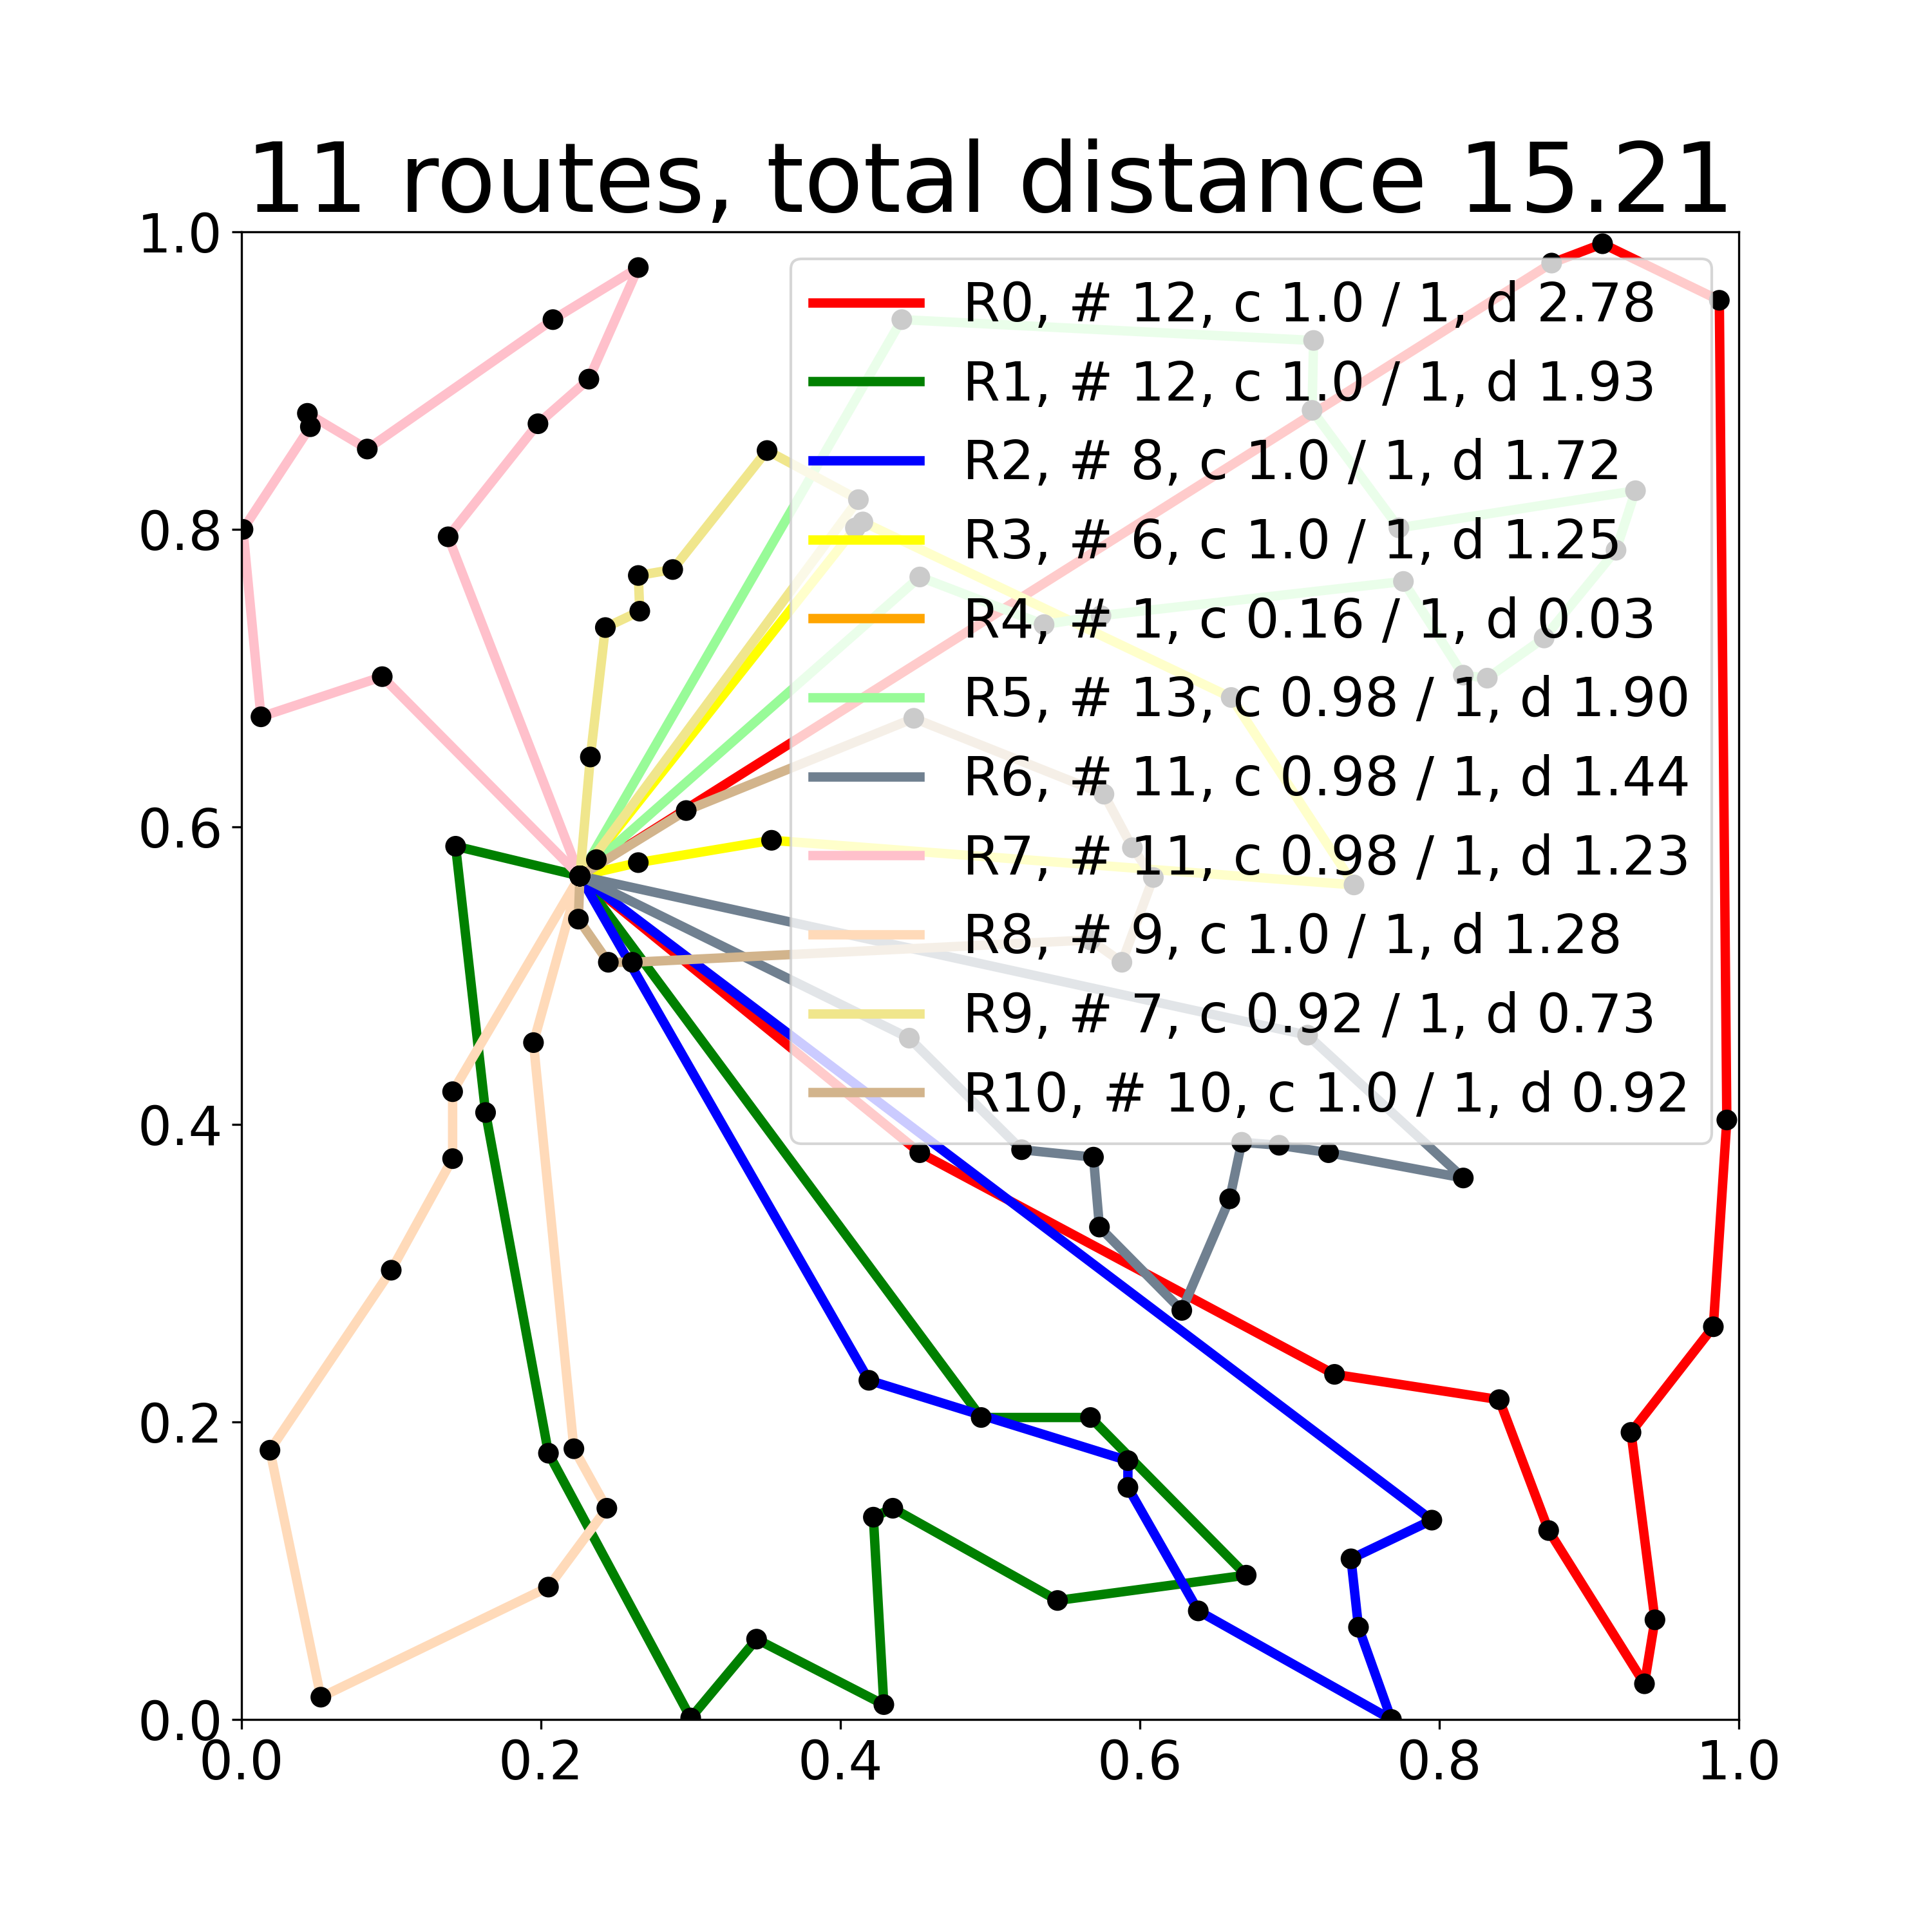 11 routes, total distance 15.21
1.0
0.8
0.6
0.4
0.2
0.0
R0, # 12, c 1.0 / 1, d 2.78
R1, # 12, c 1.0 / 1, d 1.93
R2, # 8, c 1.0 / 1, d 1.72
R3, # 6, c 1.0 / 1, d 1.25
R4, # 1, c 0.16 / 1, d 0.03
R5, # 13, c 0.98 / 1, d 1.90
R6, # 11, c 0.98 / 1, d 1.44
R7, # 11, c 0.98 / 1, d 1.23
R8, # 9, c 1.0 / 1, d 1.28
R9, # 7, c 0.92 / 1, d 0.73
R10, # 10, c 1.0 / 1, d 0.92
0.0 0.2 0.4 0.6 0.8 1.0